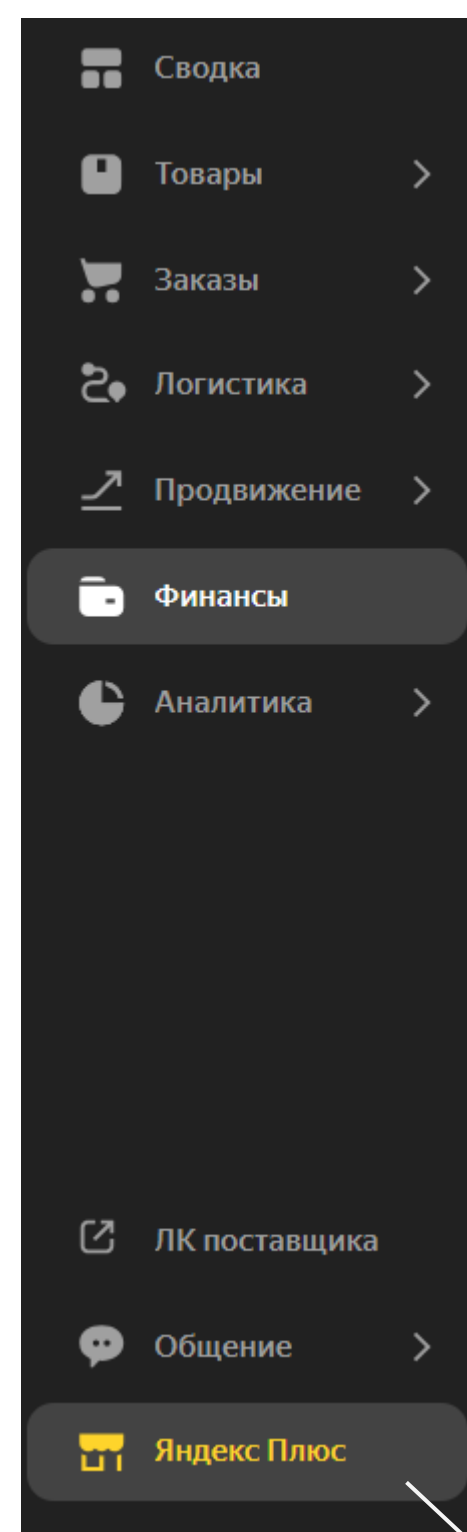 Сводка
Товары
Заказы
Логистика
Продвижение
Финансы
Аналитика
ЛК поставщика
Общение
Яндекс Плюс